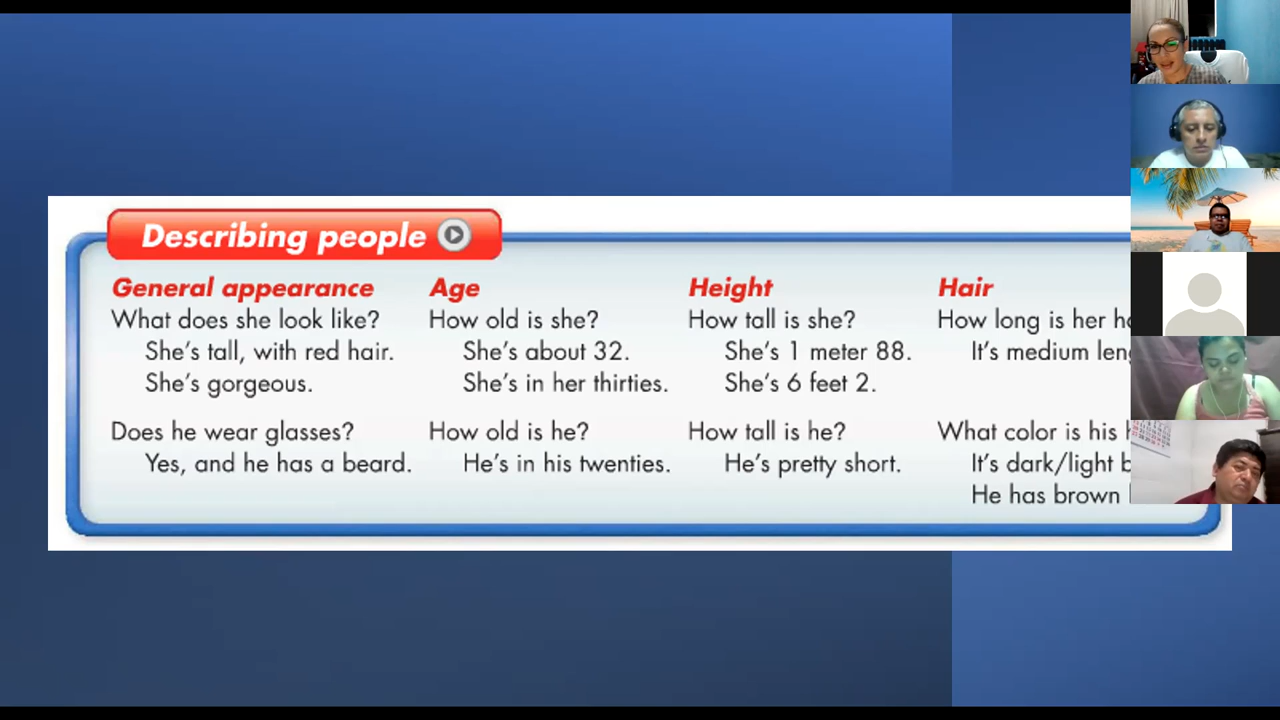 Describing people
General appearance
What does she look like?
She's tall, with red hair.
She's gorgeous.
Does he wear glasses?
Yes, and he has a beard.
Age
How old is she?
She's about 32.
She's in her thirties.
How old is he?
He's in his twenties.
Height
How tall is she?
She's 1 meter 88.
She's 6 feet 2.
How tall is he?
He's pretty short.
Hair
How long is her
It's medium
What color is his
It's dark/light
He has brown